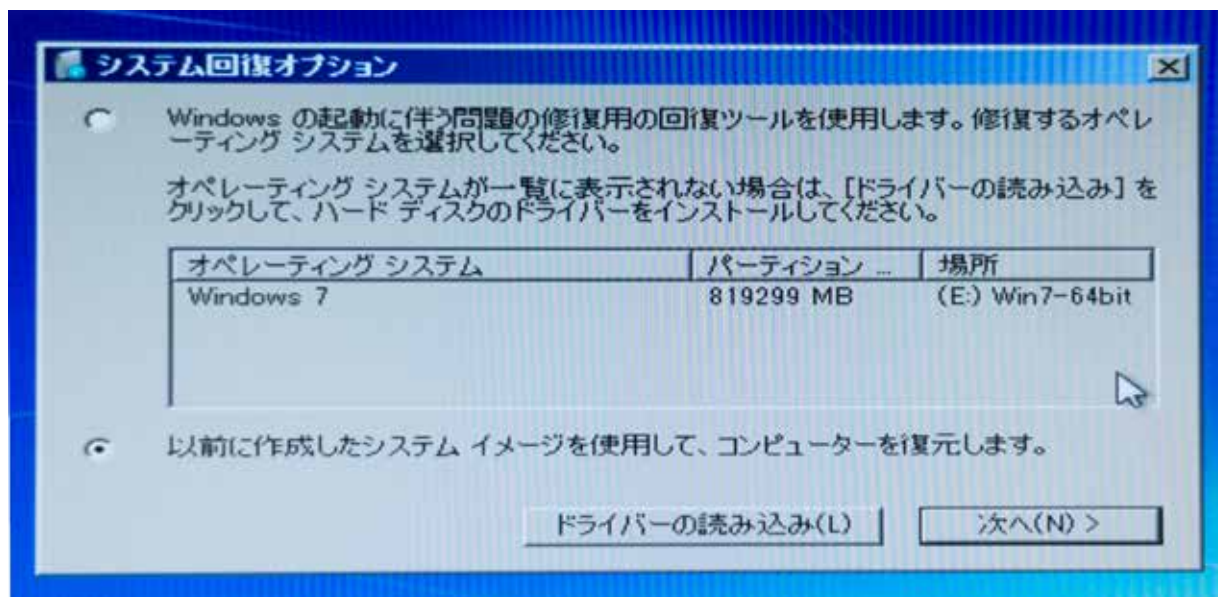 システム回復オプション
Windows の起動に伴う問題の修復用の回復ツールを使用します。修復するオペレ
ーティング システムを選択してください。
オペレーティング システムが一覧に表示されない場合は、[ドライバーの読み込み] を
クリックして、ハード ディスクのドライバーをインストールしてください。
オペレーティング システム パーティション ... 場所
Windows 7 819299 MB (E:) Win7-64bit
以前に作成したシステム イメージを使用して、コンピューターを復元します。
ドライバーの読み込み(L) 次へ(N) >